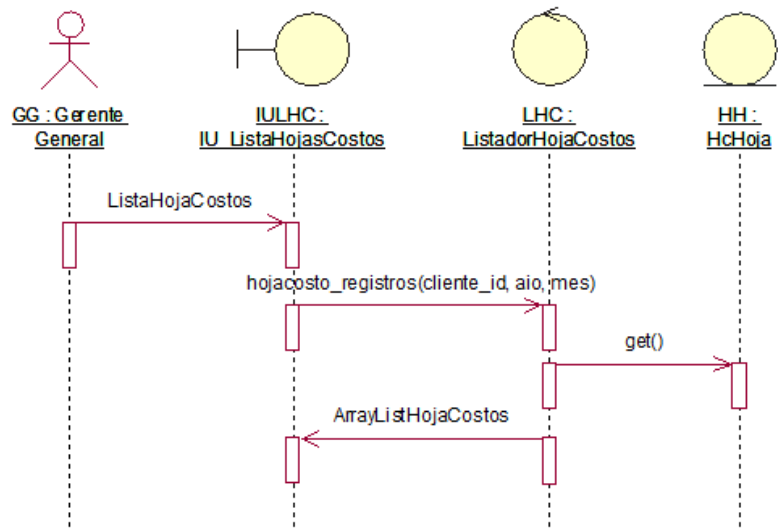 GG : Gerente
General
IULHC :
IU_ListaHojasCostos
LHC :
ListadorHojaCostos
HH :
HcHoja
ListaHojaCostos
hojacosto_registros(cliente_id, aio, mes)
get()
ArrayListHojaCostos